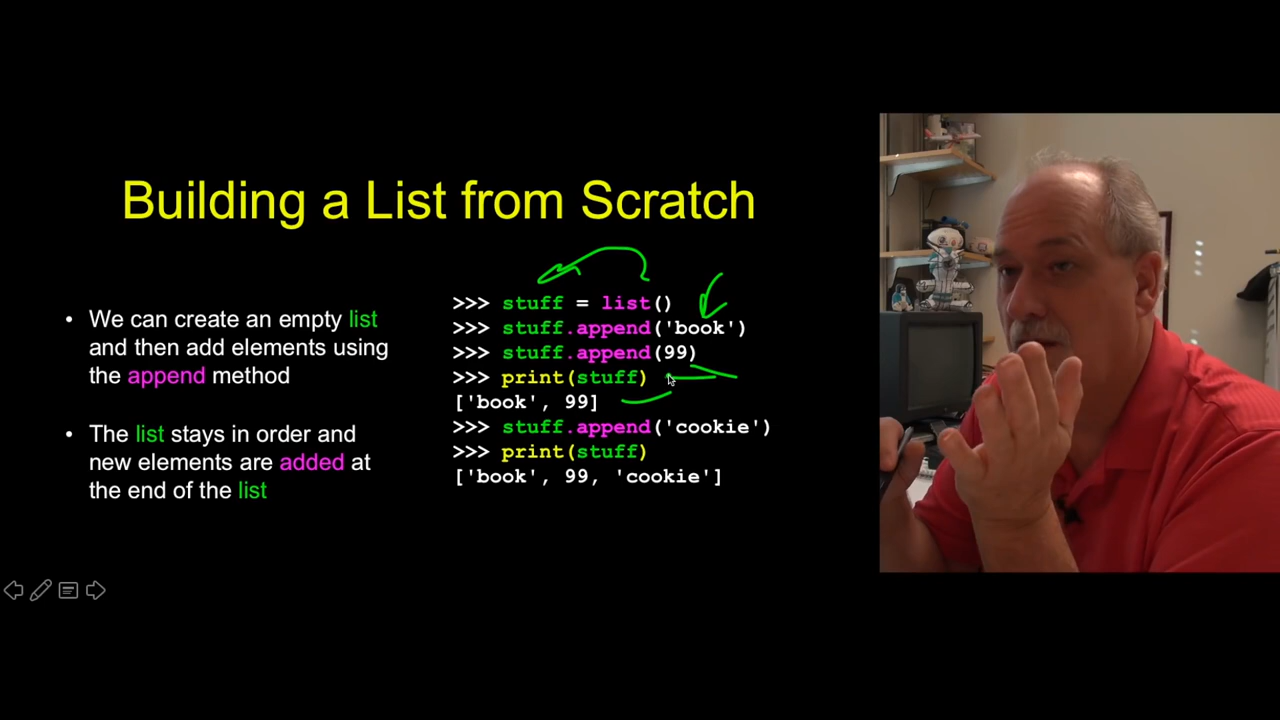 Building a List from Scratch
• We can create an empty list
and then add elements using
the append method
• The list stays in order and
new elements are added at
the end of the list
>>> stuff = list()
>>> stuff.append('book')
>>> stuff.append(99)
>>> print(stuff)
['book', 99]
>>> stuff.append('cookie')
>>> print(stuff)
['book', 99, 'cookie']